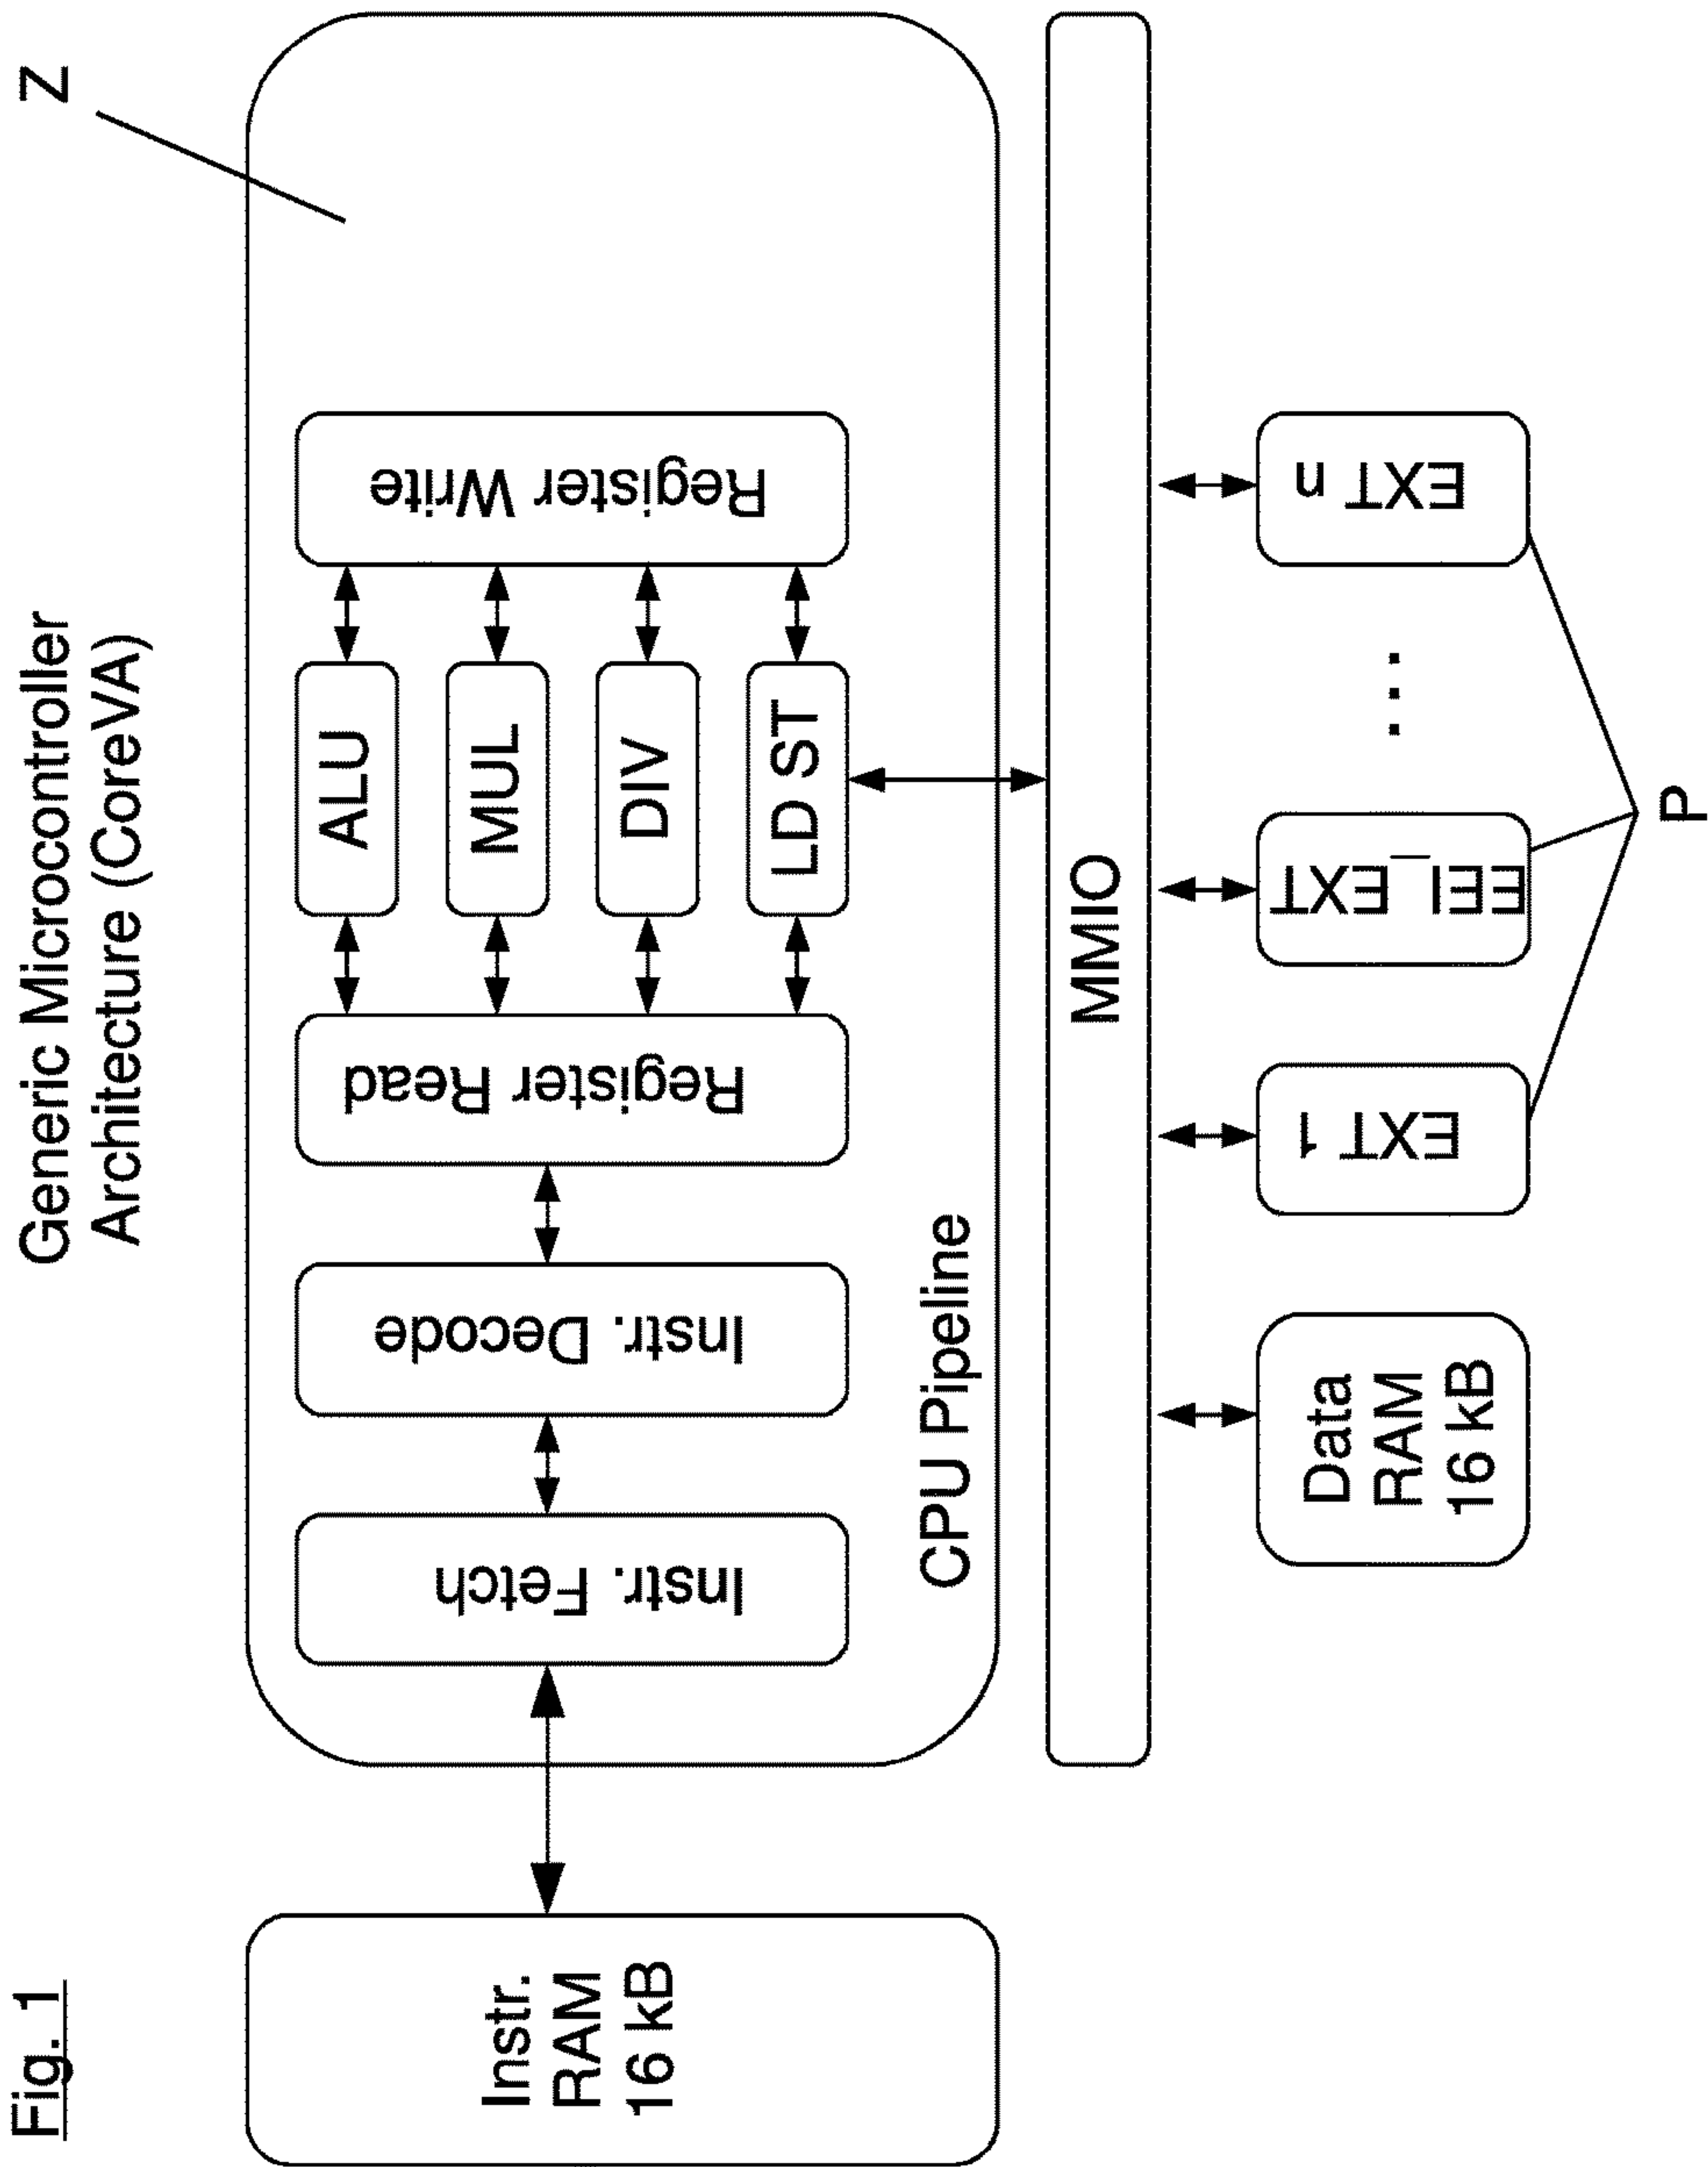 Fig. 1
Generic Microcontroller
Architecture (CoreVA)
Z
Instr.
RAM
16 kB
Instr. Fetch
Instr. Decode
Register Read
ALU
MUL
DIV
LD ST
Register Write
CPU Pipeline
MMIO
Data
RAM
16 kB
EXT 1
EEI_EXT
...
EXT n
P